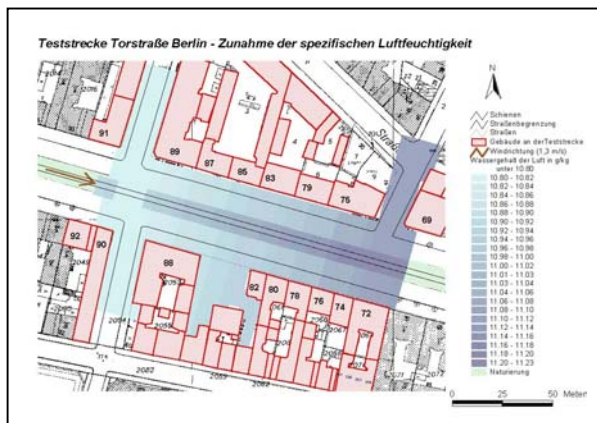 Teststrecke Torstraße Berlin - Zunahme der spezifischen Luftfeuchtigkeit
N
Schienen
Straßenbegrenzung
Straßen
Gebäude an der Teststrecke
Windrichtung (1,3 m/s)
Wassergehalt der Luft in g/kg
unter 10.80
10.80 - 10.82
10.82 - 10.84
10.84 - 10.86
10.86 - 10.88
10.88 - 10.90
10.90 - 10.92
10.92 - 10.94
10.94 - 10.96
10.96 - 10.98
10.98 - 11.00
11.00 - 11.02
11.01 - 11.03
11.03 - 11.04
11.04 - 11.06
11.06 - 11.08
11.08 - 11.10
11.10 - 11.12
11.12 - 11.14
11.14 - 11.16
11.16 - 11.18
11.18 - 11.20
11.20 - 11.23
Naturierung
0 25 50 Meter
91
89
87
85
83
79
75
69
92
90
88
82
80
78
76
74
72
2082
2062